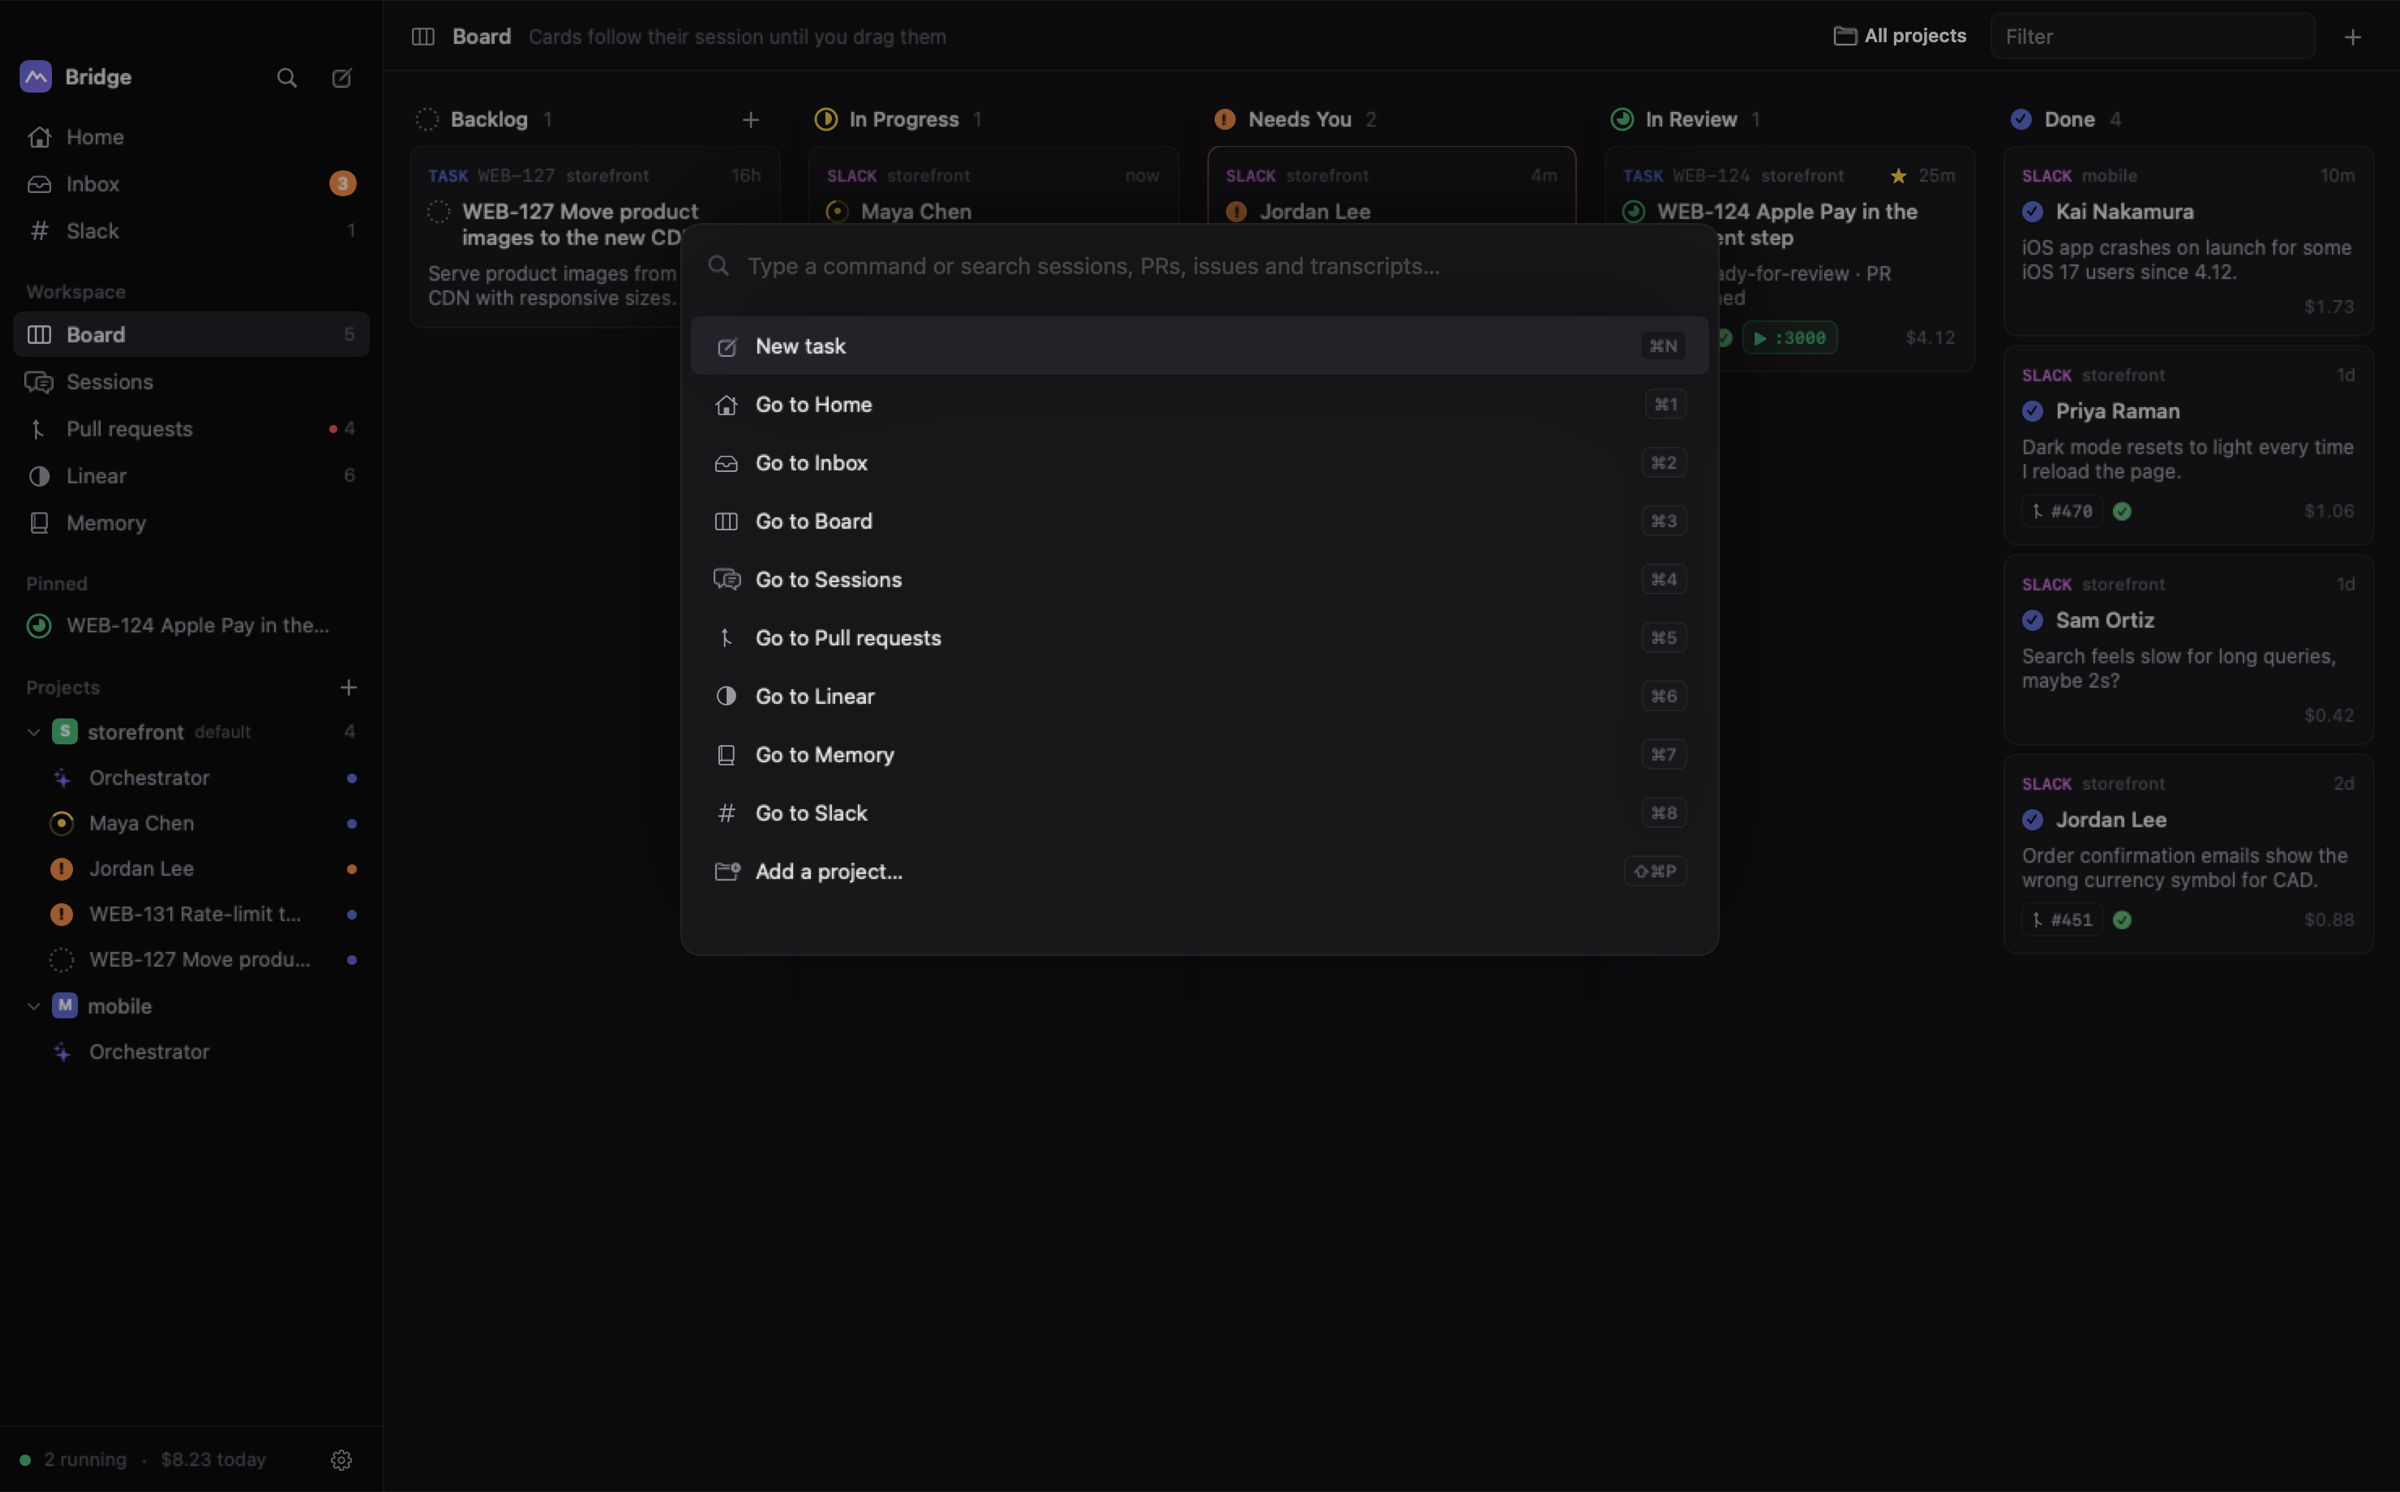 Bridge
Home
Inbox 3
Slack 1
Workspace
Board 5
Sessions
Pull requests 4
Linear 6
Memory
Pinned
WEB-124 Apple Pay in the...
Projects
S storefront default 4
Orchestrator
Maya Chen
Jordan Lee
WEB-131 Rate-limit t...
WEB-127 Move produ...
M mobile
Orchestrator
2 running · $8.23 today
Board Cards follow their session until you drag them
All projects
Filter
Backlog 1
TASK WEB-127 storefront 16h
WEB-127 Move product
images to the new CD
Serve product images from
CDN with responsive sizes.
In Progress 1
SLACK storefront now
Maya Chen
Needs You 2
SLACK storefront 4m
Jordan Lee
In Review 1
TASK WEB-124 storefront 25m
WEB-124 Apple Pay in the
ent step
dy-for-review · PR
ed
:3000 $4.12
Done 4
SLACK mobile 10m
Kai Nakamura
iOS app crashes on launch for some
iOS 17 users since 4.12.
$1.73
SLACK storefront 1d
Priya Raman
Dark mode resets to light every time
I reload the page.
#470 $1.06
SLACK storefront 1d
Sam Ortiz
Search feels slow for long queries,
maybe 2s?
$0.42
SLACK storefront 2d
Jordan Lee
Order confirmation emails show the
wrong currency symbol for CAD.
#451 $0.88
Type a command or search sessions, PRs, issues and transcripts...
New task ⌘N
Go to Home ⌘1
Go to Inbox ⌘2
Go to Board ⌘3
Go to Sessions ⌘4
Go to Pull requests ⌘5
Go to Linear ⌘6
Go to Memory ⌘7
Go to Slack ⌘8
Add a project... ⇧⌘P